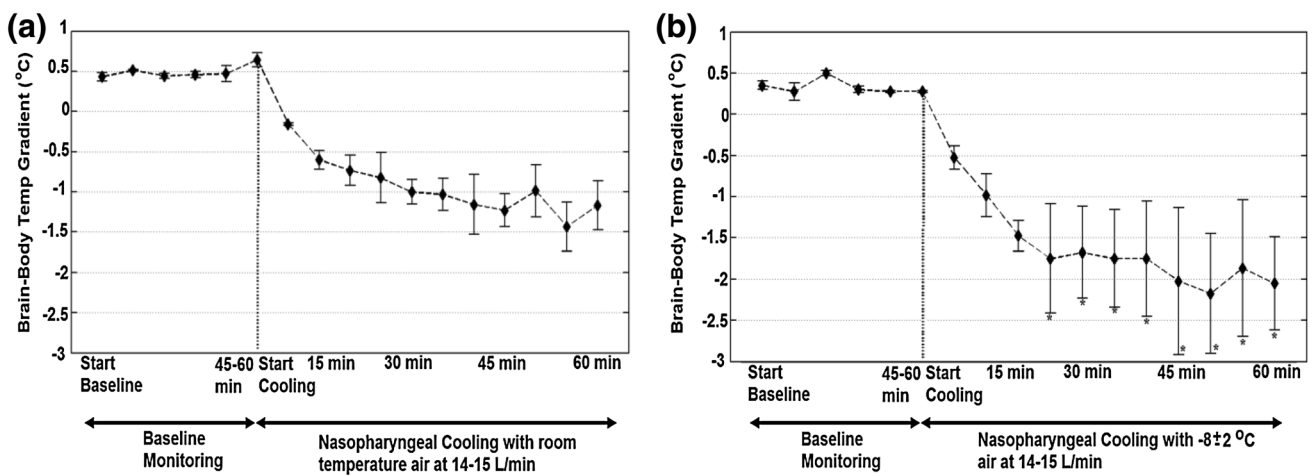 (a)
Brain-Body Temp Gradient (°C)
1
0.5
0
-0.5
-1
-1.5
-2
-2.5
-3
Start Baseline
45-60 min
Start Cooling
15 min
30 min
45 min
60 min
Baseline Monitoring
Nasopharyngeal Cooling with room
temperature air at 14-15 L/min
(b)
Brain-Body Temp Gradient (°C)
1
0.5
0
-0.5
-1
-1.5
-2
-2.5
-3
* * * * * * * *
Start Baseline
45-60 min
Start Cooling
15 min
30 min
45 min
60 min
Baseline Monitoring
Nasopharyngeal Cooling with -8±2 °C
air at 14-15 L/min